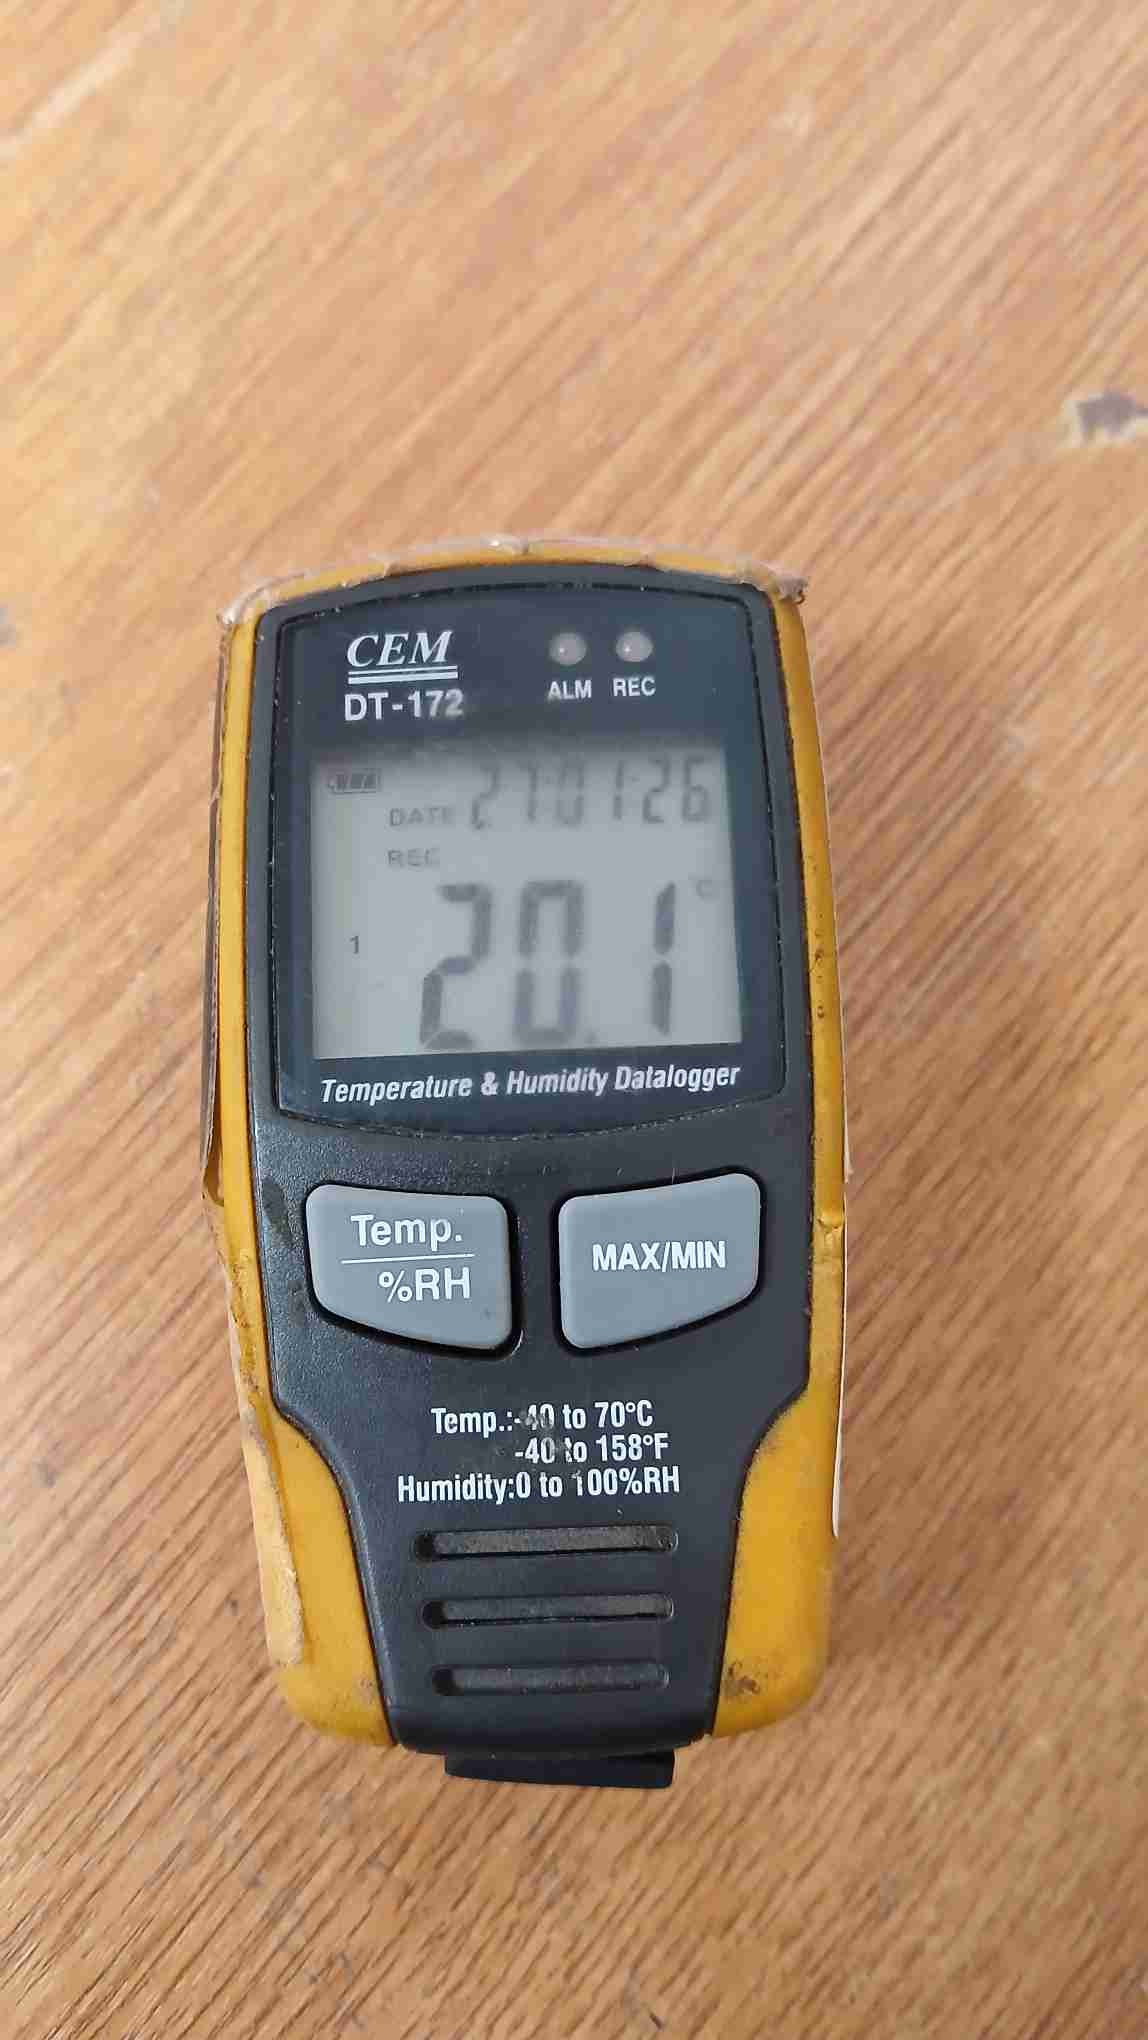 CEM
DT-172
ALM REC
DATE 27-01-26
REC
1 20.1 °C
Temperature & Humidity Datalogger
Temp.
%RH
MAX/MIN
Temp.:-40 to 70°C
-40 to 158°F
Humidity:0 to 100%RH